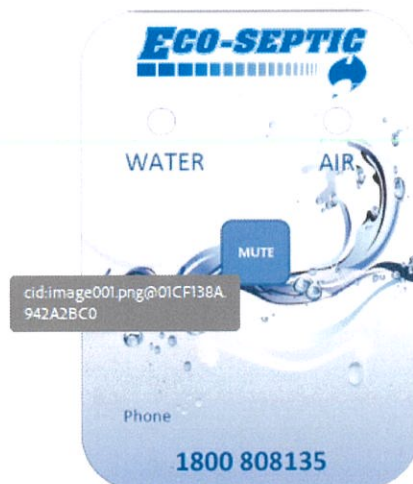 ECO-SEPTIC
WATER AIR
MUTE
cid:image001.png@01CF138A.
942A2BC0
Phone
1800 808135